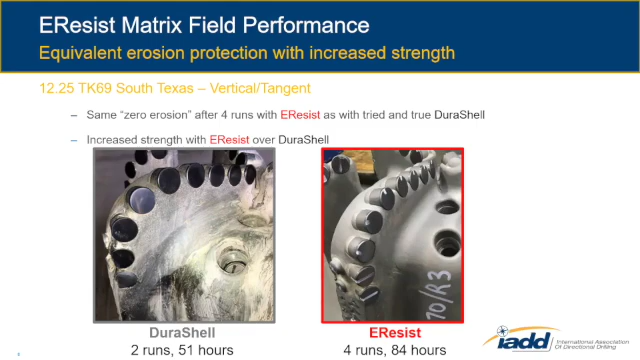 EResist Matrix Field Performance
Equivalent erosion protection with increased strength
12.25 TK69 South Texas – Vertical/Tangent
– Same “zero erosion” after 4 runs with EResist as with tried and true DuraShell
– Increased strength with EResist over DuraShell
70/R3
DuraShell
2 runs, 51 hours
EResist
4 runs, 84 hours
iadd
International Association
Of Directional Drilling